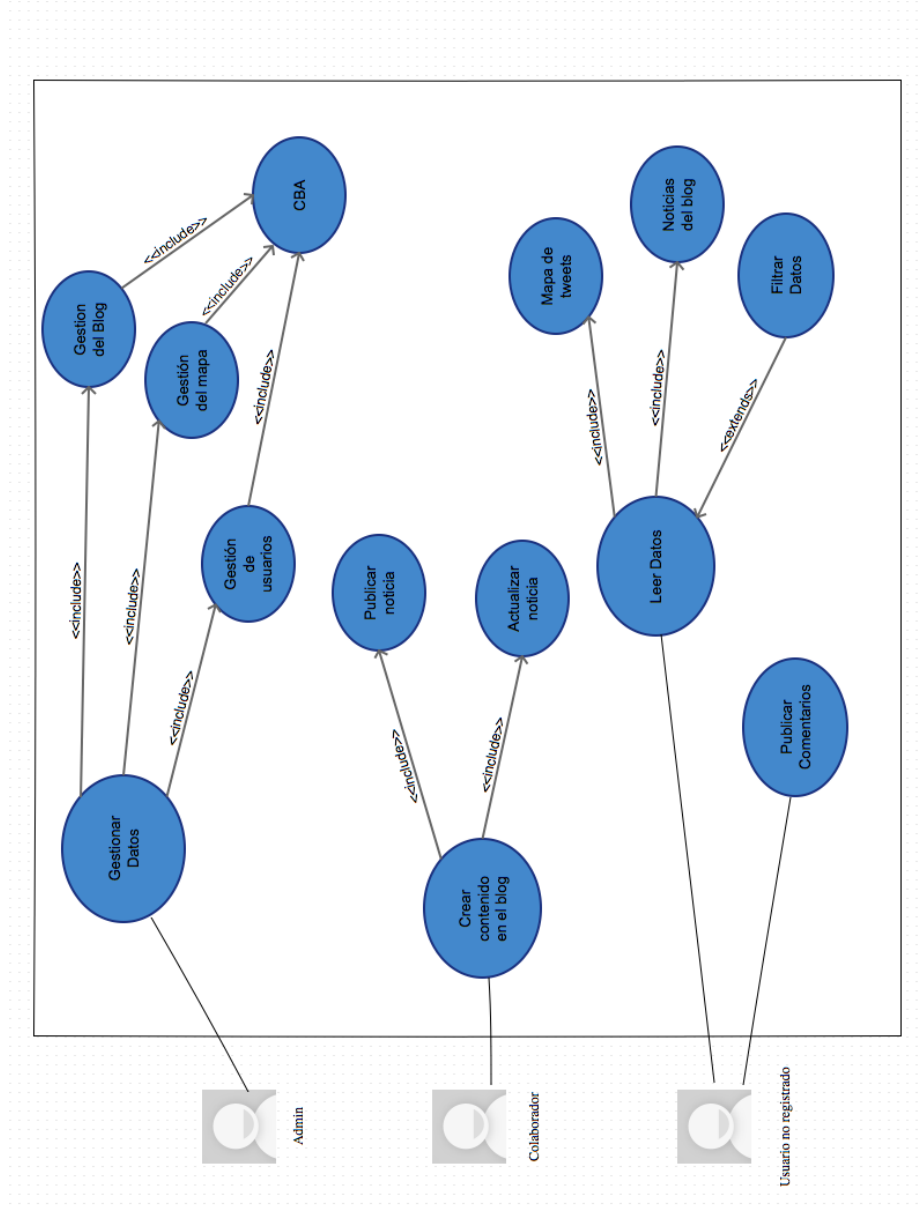 Gestion
del Blog
<<include>>
<<include>>
CBA
Gestión
del mapa
<<include>>
<<include>>
Gestionar
Datos
<<include>>
Gestión
de
usuarios
<<include>>
Admin
Publicar
noticia
<<include>>
Crear
contenido
en el blog
<<include>>
Actualizar
noticia
Colaborador
Mapa de
tweets
<<include>>
Leer Datos
<<include>>
Noticias
del blog
<<extends>>
Filtrar
Datos
Publicar
Comentarios
Usuario no registrado